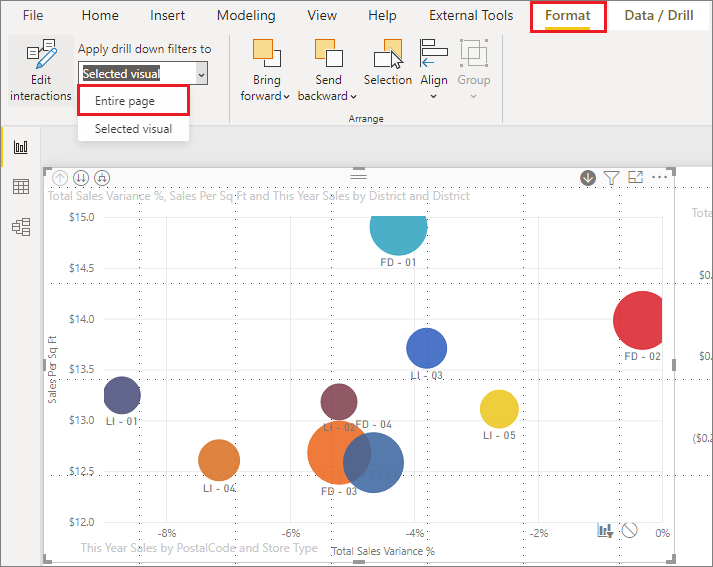 File Home Insert Modeling View Help External Tools Format Data / Drill
Apply drill down filters to
Selected visual
Entire page
Selected visual
Edit interactions
Bring forward
Send backward
Selection
Align
Group
Arrange
Total Sales Variance %, Sales Per Sq Ft and This Year Sales by District and District
Total
Sales Per Sq Ft
$15.0
$14.5
$14.0
$13.5
$13.0
$12.5
$12.0
FD - 01
FD - 02
LI - 03
LI - 01
LI - 02
FD - 04
LI - 05
LI - 04
FD - 03
$0.
$0.
($0.2
-8% -6% -4% -2% 0%
Total Sales Variance %
This Year Sales by PostalCode and Store Type